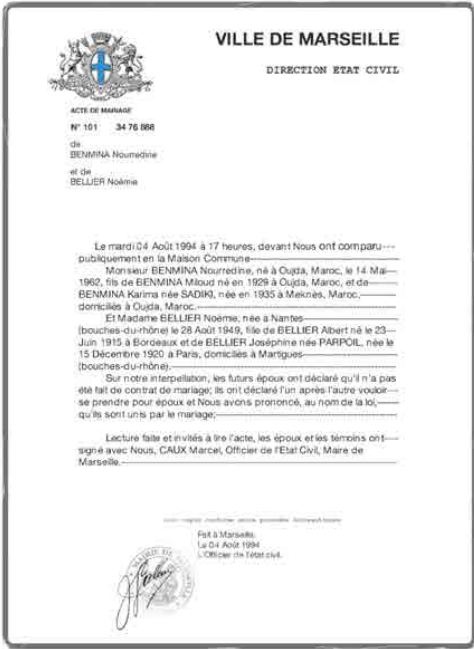 VILLE DE MARSEILLE
DIRECTION ETAT CIVIL
ACTE DE MARIAGE
N° 101 34 76 888
de
BENMINA Nourredine
et de
BELLIER Noémie
Le mardi 04 Août 1994 à 17 heures, devant Nous ont comparu---
publiquement en la Maison Commune---
Monsieur BENMINA Nourredine, né à Oujda, Maroc, le 14 Mai---
1962, fils de BENMINA Miloud né en 1929 à Oujda, Maroc, et de---
BENMINA Karima née SADIKI, née en 1935 à Meknès, Maroc,---
domiciliés à Oujda, Maroc.---
Et Madame BELLIER Noémie, née a Nantes---
(bouches-du-rhône) le 28 Août 1949, fille de BELLIER Albert né le 23---
Juin 1915 à Bordeaux et de BELLIER Joséphine née PARPOIL, née le
15 Décembre 1920 à Paris, domiciliés à Martigues---
(bouches-du-rhône).---
Sur notre interpellation, les futurs époux ont déclaré qu'il n'a pas
été fait de contrat de mariage; ils ont déclaré l'un après l'autre vouloir---
se prendre pour époux et Nous avons prononcé, au nom de la loi,---
qu'ils sont unis par le mariage;---
Lecture faite et invités à lire l'acte, les époux et les témoins ont---
signé avec Nous, CAUX Marcel, Officier de l'Etat Civil, Maire de
Marseille.---
Fait à Marseille.
Le 04 Août 1994
L'Officier de l'état civil.
MAIRIE DE